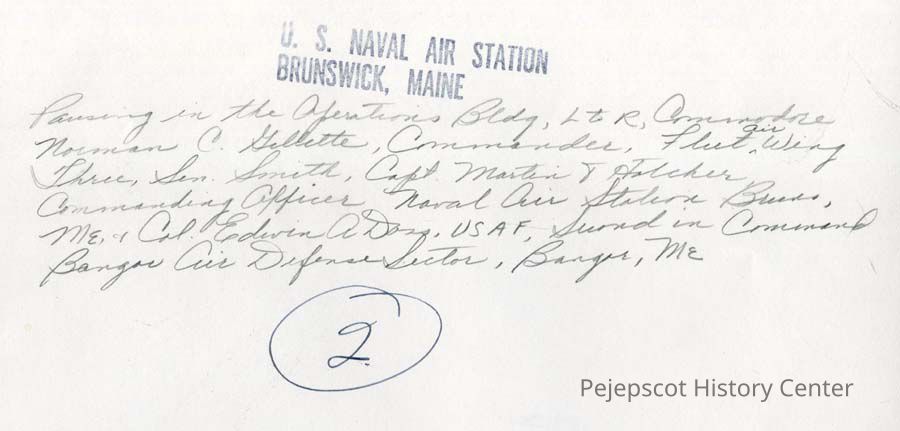 U. S. NAVAL AIR STATION
BRUNSWICK, MAINE
Pausing in the Operations Bldg, L to R, Commodore
Norman C. Gillette, Commander, Fleet air Wing
Three, Sen. Smith, Capt. Martin T Hatcher
Commanding Officer Naval Air Station Bruns,
ME, & Col. Edwin A Doss, USAF, Second in Command
Bangor Air Defense Sector, Bangor, ME
2.
Pejepscot History Center